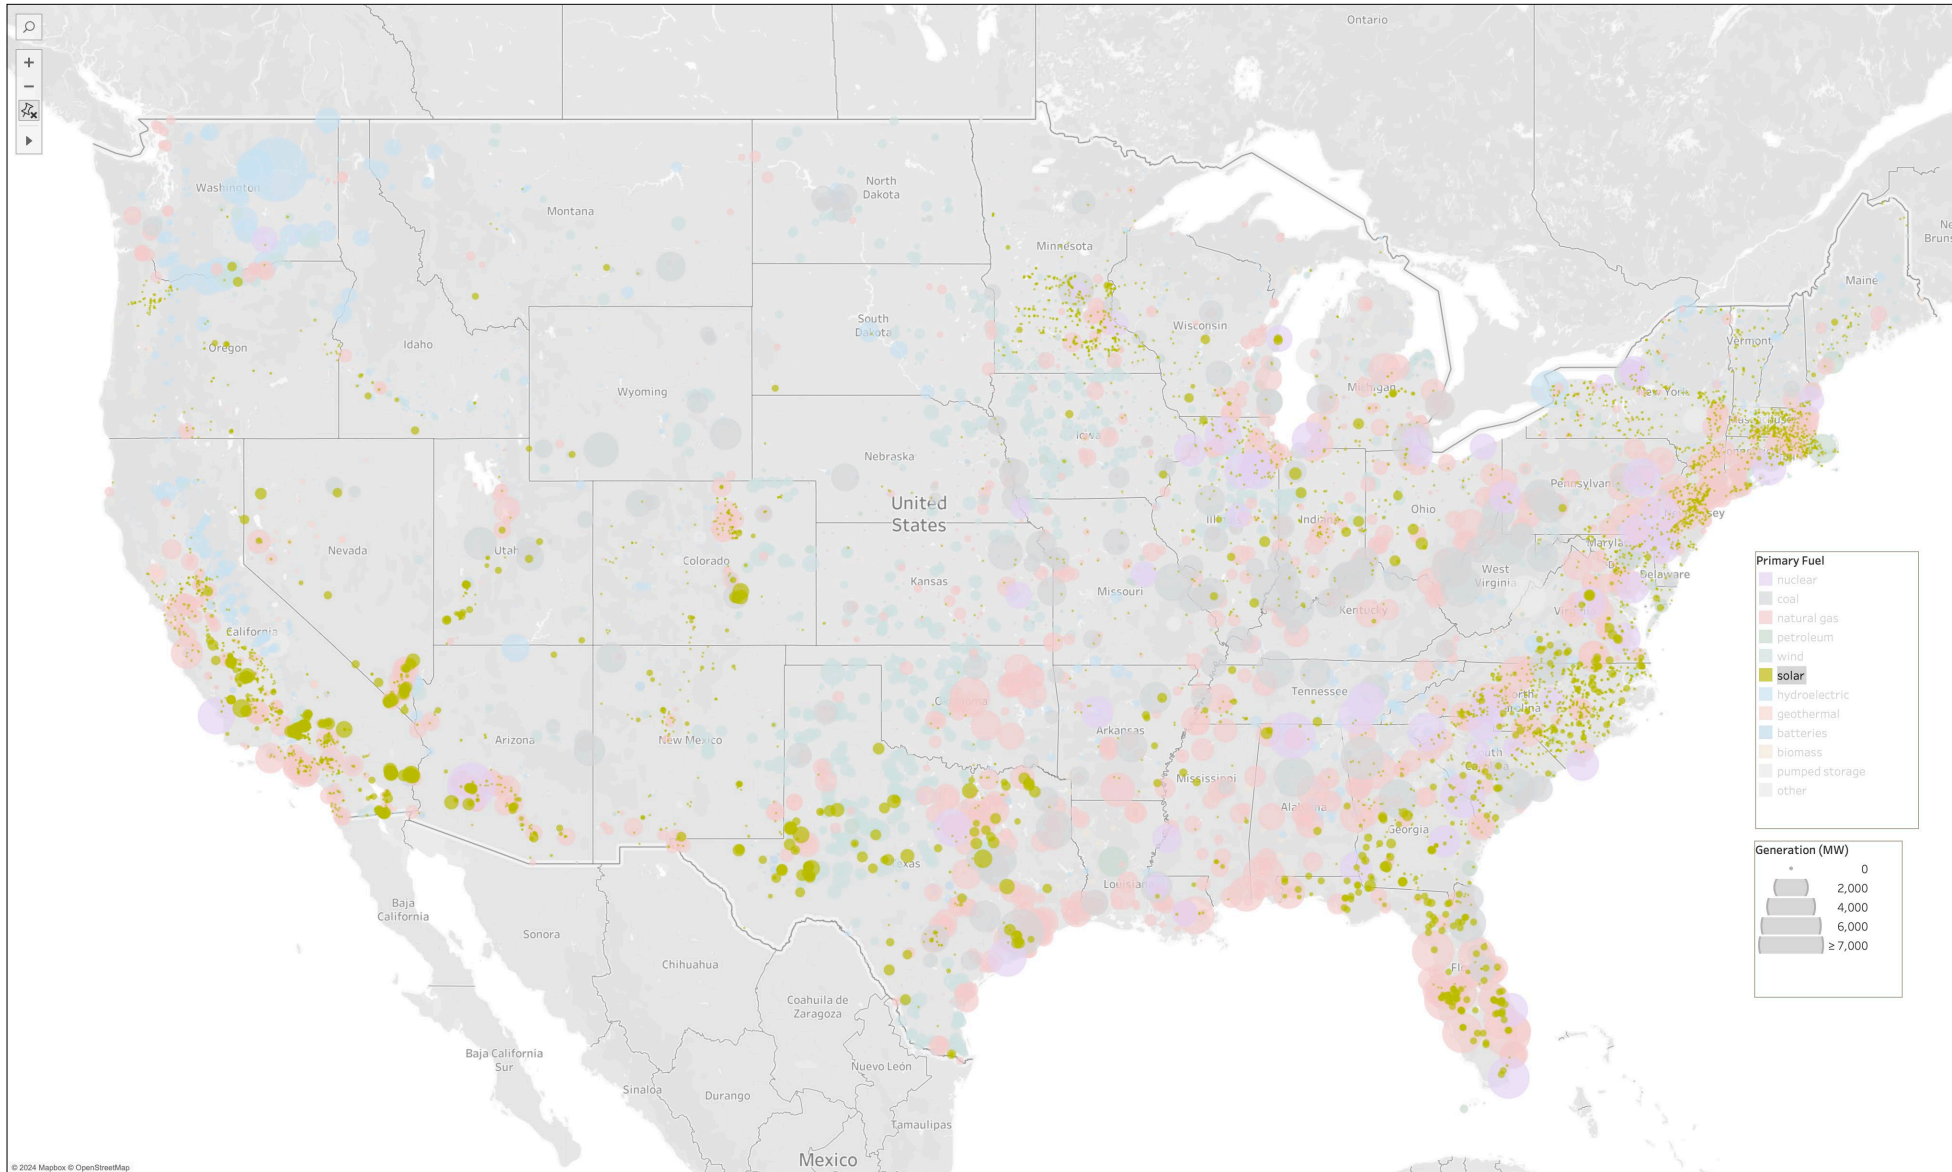 Ontario
Washington
Montana
North
Dakota
Minnesota
Maine
Oregon
Idaho
South
Dakota
Wisconsin
Vermont
Wyoming
Michigan
New York
Iowa
Nebraska
United
States
Pennsylvan
Ohio
Nevada
Utah
Colorado
Kansas
Missouri
West
Virginia
Maryla
Delaware
Kentucky
California
Tennessee
Arizona
New Mexico
Arkansas
Mississippi
Georgia
Baja
California
Sonora
Chihuahua
Coahuila de
Zaragoza
Baja California
Sur
Nuevo León
Sinaloa
Durango
Tamaulipas
Mexico
Primary Fuel
nuclear
coal
natural gas
petroleum
wind
solar
hydroelectric
geothermal
batteries
biomass
pumped storage
other
Generation (MW)
0
2,000
4,000
6,000
≥ 7,000
© 2024 Mapbox © OpenStreetMap